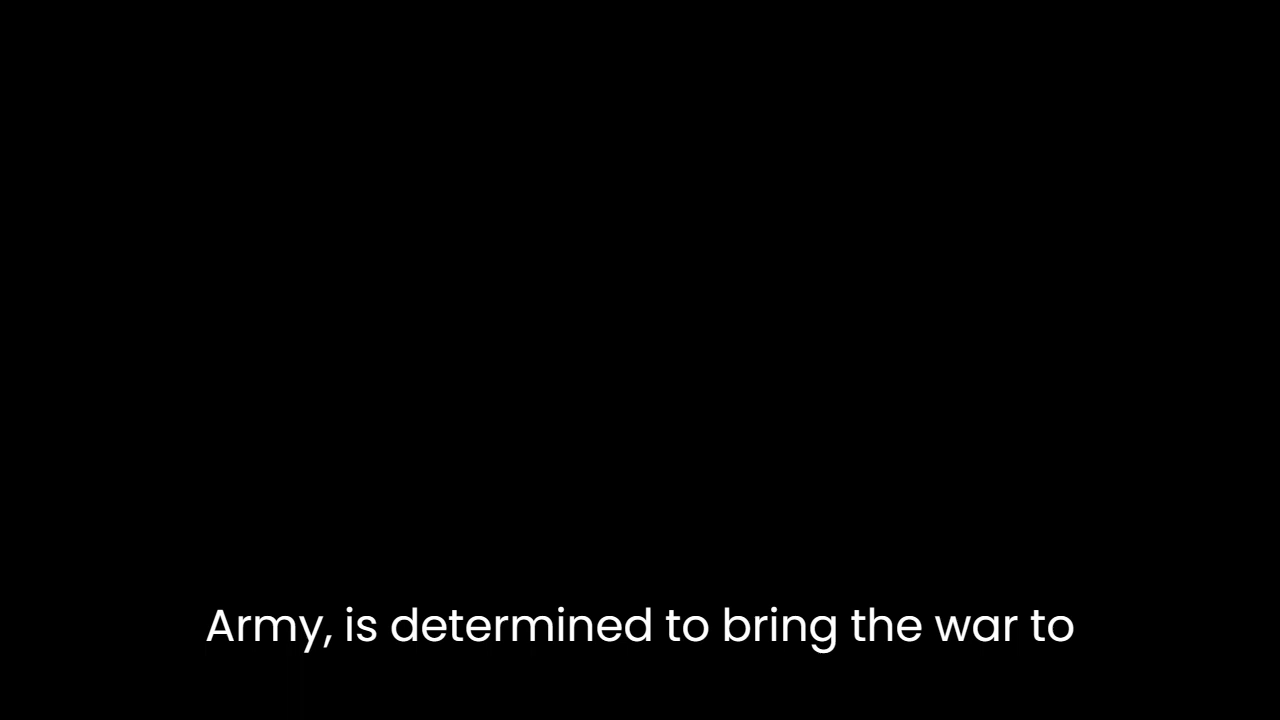 Army, is determined to bring the war to